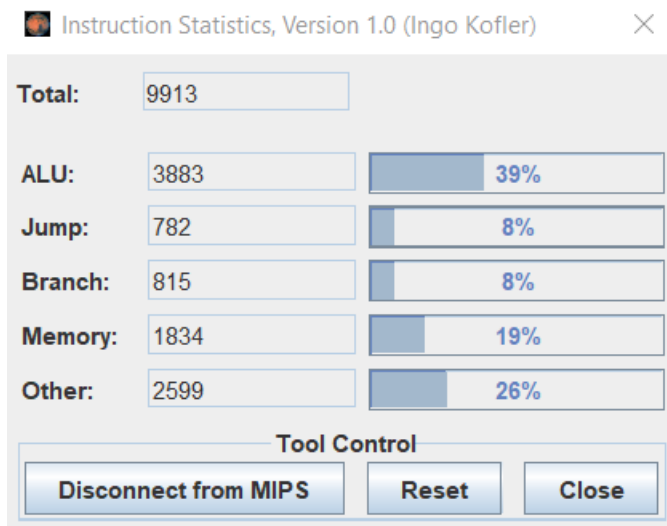 Instruction Statistics, Version 1.0 (Ingo Kofler)
Total: 9913
ALU: 3883 39%
Jump: 782 8%
Branch: 815 8%
Memory: 1834 19%
Other: 2599 26%
Tool Control
Disconnect from MIPS Reset Close